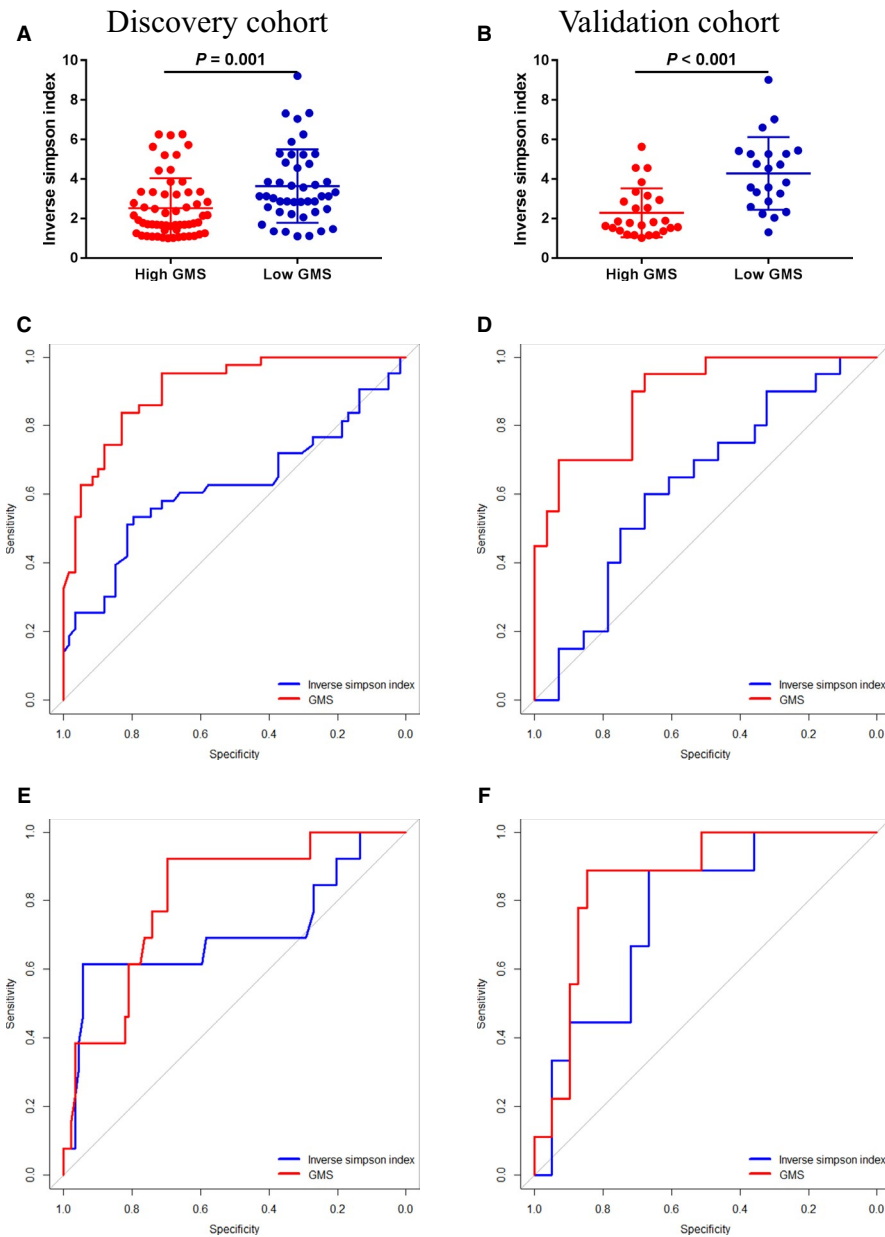 Discovery cohort
Validation cohort
A
P = 0.001
Inverse simpson index
10
8
6
4
2
0
High GMS
Low GMS
B
P < 0.001
Inverse simpson index
10
8
6
4
2
0
High GMS
Low GMS
C
Sensitivity
1.0
0.8
0.6
0.4
0.2
0.0
Inverse simpson index
GMS
1.0
0.8
0.6
0.4
0.2
0.0
Specificity
D
Sensitivity
1.0
0.8
0.6
0.4
0.2
0.0
Inverse simpson index
GMS
1.0
0.8
0.6
0.4
0.2
0.0
Specificity
E
Sensitivity
1.0
0.8
0.6
0.4
0.2
0.0
Inverse simpson index
GMS
1.0
0.8
0.6
0.4
0.2
0.0
Specificity
F
Sensitivity
1.0
0.8
0.6
0.4
0.2
0.0
Inverse simpson index
GMS
1.0
0.8
0.6
0.4
0.2
0.0
Specificity